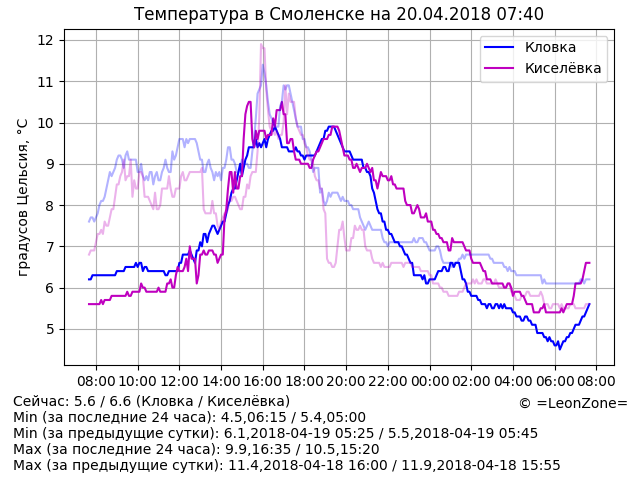 Температура в Смоленске на 20.04.2018 07:40
Кловка
Киселёвка
градусов Цельсия, °C
12
11
10
9
8
7
6
5
08:00 10:00 12:00 14:00 16:00 18:00 20:00 22:00 00:00 02:00 04:00 06:00 08:00
Сейчас: 5.6 / 6.6 (Кловка / Киселёвка)
© =LeonZone=
Min (за последние 24 часа): 4.5,06:15 / 5.4,05:00
Min (за предыдущие сутки): 6.1,2018-04-19 05:25 / 5.5,2018-04-19 05:45
Max (за последние 24 часа): 9.9,16:35 / 10.5,15:20
Max (за предыдущие сутки): 11.4,2018-04-18 16:00 / 11.9,2018-04-18 15:55